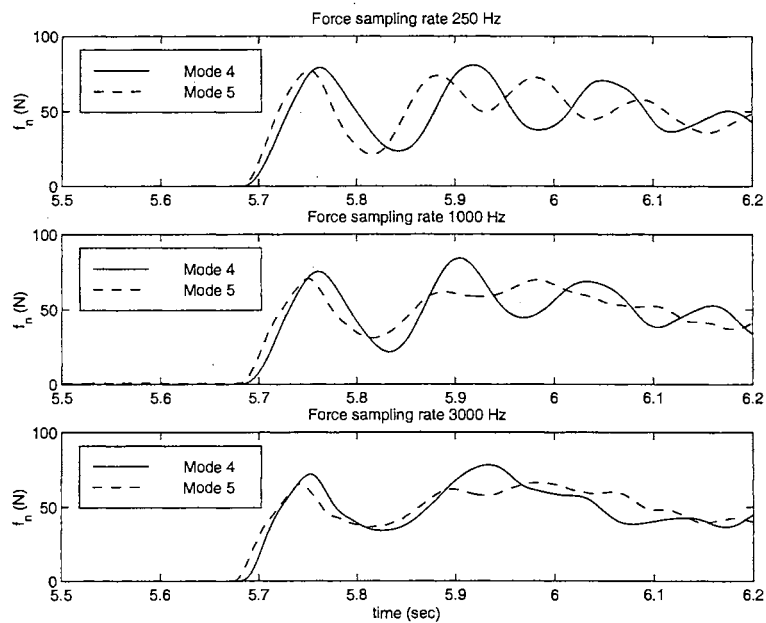 Force sampling rate 250 Hz
100
50
0
f_n (N)
Mode 4
Mode 5
5.5 5.6 5.7 5.8 5.9 6 6.1 6.2
Force sampling rate 1000 Hz
100
50
0
f_n (N)
Mode 4
Mode 5
5.5 5.6 5.7 5.8 5.9 6 6.1 6.2
Force sampling rate 3000 Hz
100
50
0
f_n (N)
Mode 4
Mode 5
5.5 5.6 5.7 5.8 5.9 6 6.1 6.2
time (sec)